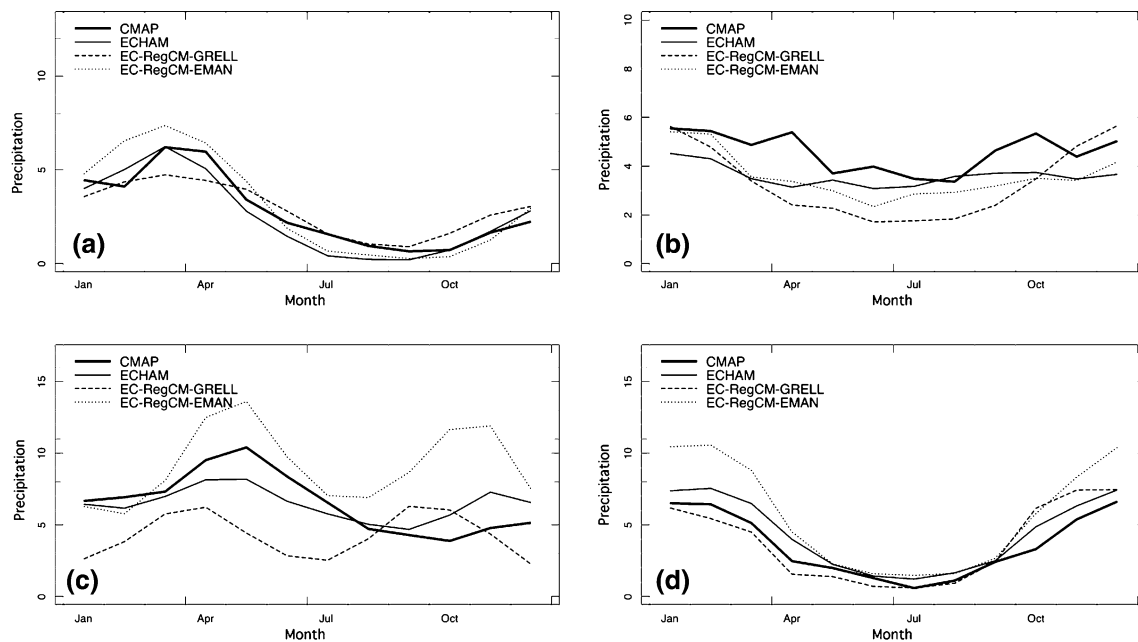 CMAP
ECHAM
EC-RegCM-GRELL
EC-RegCM-EMAN
Precipitation
0 5 10
(a)
Jan Apr Jul Oct
Month
CMAP
ECHAM
EC-RegCM-GRELL
EC-RegCM-EMAN
Precipitation
0 2 4 6 8 10
(b)
Jan Apr Jul Oct
Month
CMAP
ECHAM
EC-RegCM-GRELL
EC-RegCM-EMAN
Precipitation
0 5 10 15
(c)
Jan Apr Jul Oct
Month
CMAP
ECHAM
EC-RegCM-GRELL
EC-RegCM-EMAN
Precipitation
0 5 10 15
(d)
Jan Apr Jul Oct
Month